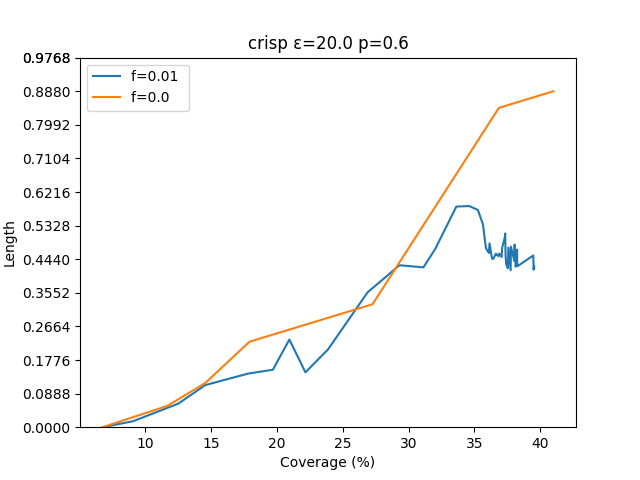 crisp ε=20.0 p=0.6
f=0.01
f=0.0
0.9768
0.8880
0.7992
0.7104
0.6216
0.5328
0.4440
0.3552
0.2664
0.1776
0.0888
0.0000
Length
10 15 20 25 30 35 40
Coverage (%)